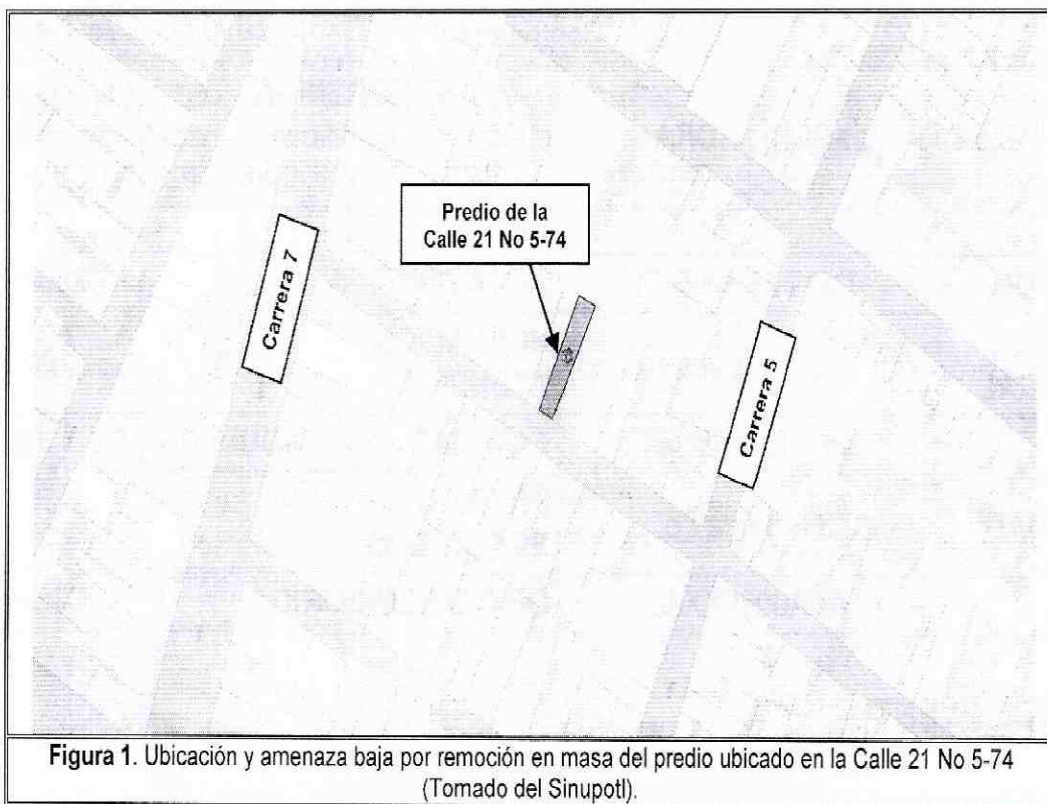 Predio de la
Calle 21 No 5-74
Carrera 7
Carrera 5
Figura 1. Ubicación y amenaza baja por remoción en masa del predio ubicado en la Calle 21 No 5-74
(Tomado del Sinupotl).